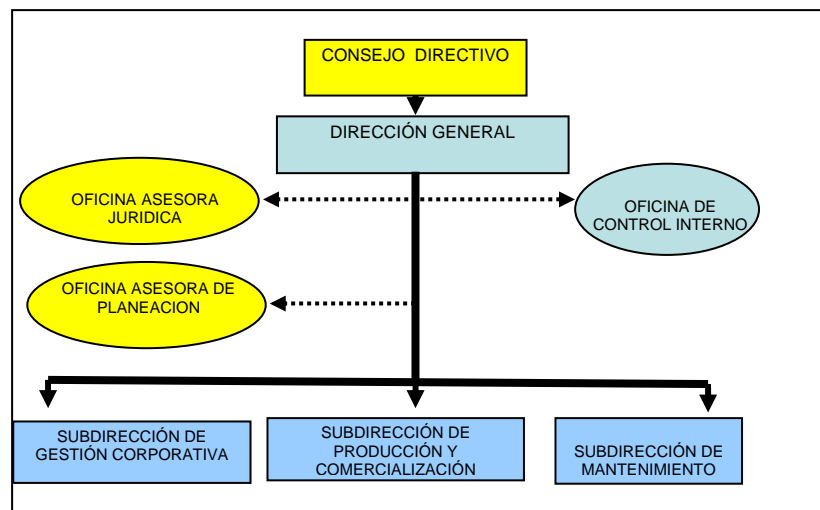 CONSEJO DIRECTIVO
DIRECCIÓN GENERAL
OFICINA ASESORA
JURIDICA
OFICINA DE
CONTROL INTERNO
OFICINA ASESORA DE
PLANEACION
SUBDIRECCIÓN DE
GESTIÓN CORPORATIVA
SUBDIRECCIÓN DE
PRODUCCIÓN Y
COMERCIALIZACIÓN
SUBDIRECCIÓN DE
MANTENIMIENTO